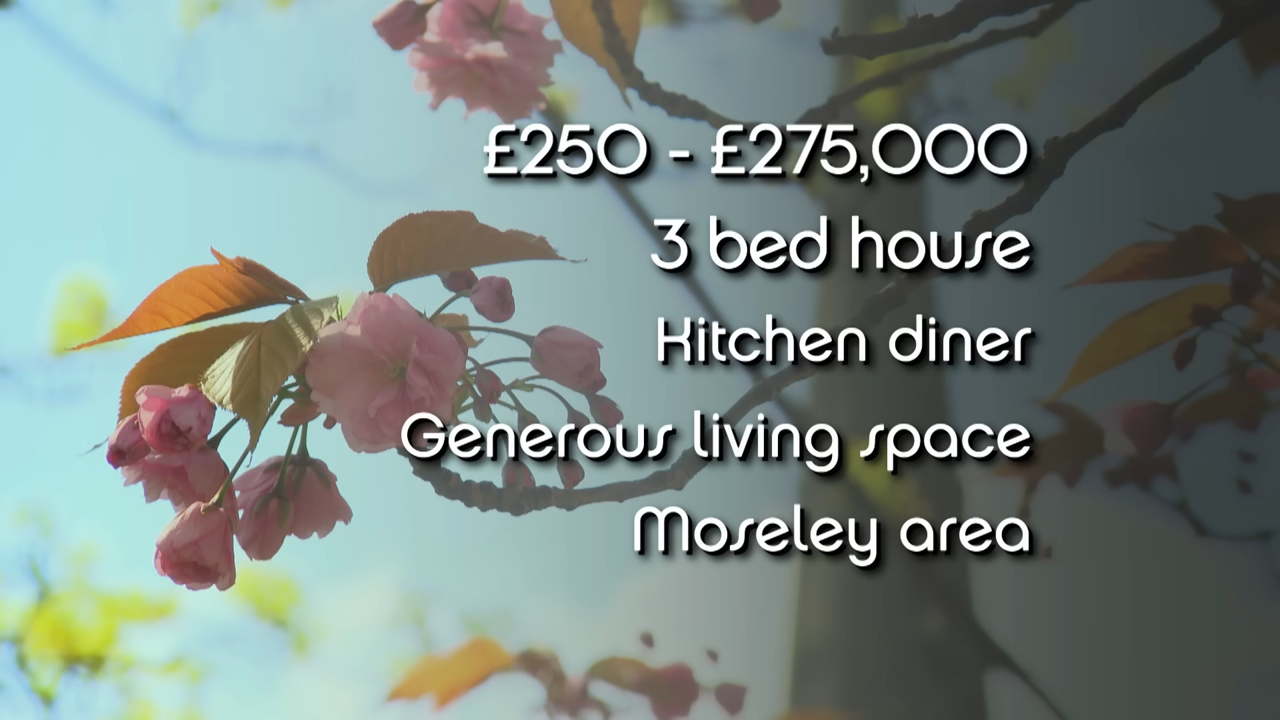 £250 - £275,000
3 bed house
Kitchen diner
Generous living space
Moseley area